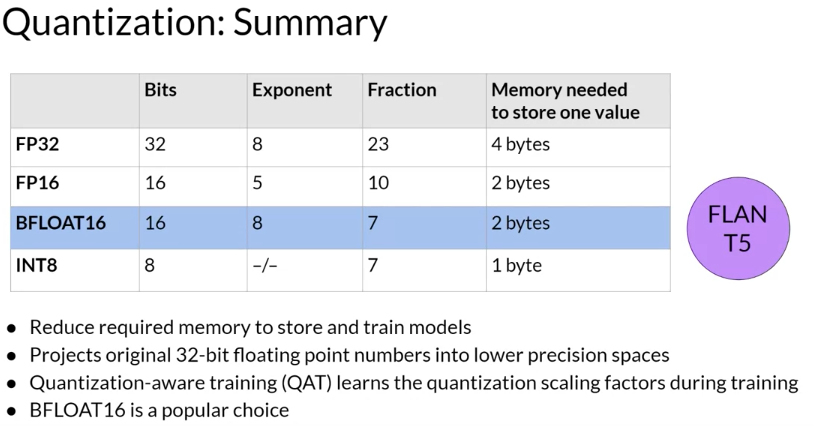 Quantization: Summary
Bits Exponent Fraction Memory needed
to store one value
FP32 32 8 23 4 bytes
FP16 16 5 10 2 bytes
BFLOAT16 16 8 7 2 bytes
INT8 8 –/– 7 1 byte
FLAN
T5
● Reduce required memory to store and train models
● Projects original 32-bit floating point numbers into lower precision spaces
● Quantization-aware training (QAT) learns the quantization scaling factors during training
● BFLOAT16 is a popular choice